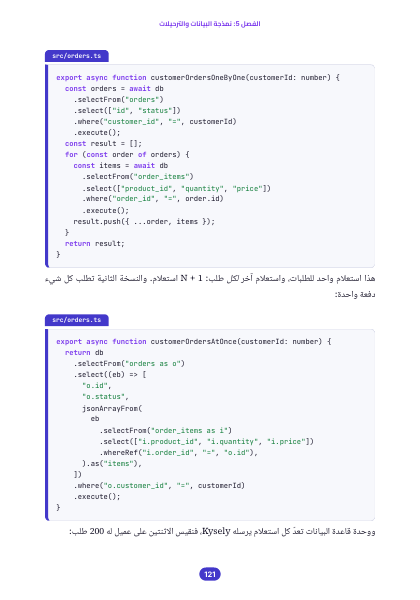 الفصل 5: نمذجة البيانات والترحيلات
src/orders.ts
export async function customerOrdersOneByOne(customerId: number) {
  const orders = await db
    .selectFrom("orders")
    .select(["id", "status"])
    .where("customer_id", "=", customerId)
    .execute();
  const result = [];
  for (const order of orders) {
    const items = await db
      .selectFrom("order_items")
      .select(["product_id", "quantity", "price"])
      .where("order_id", "=", order.id)
      .execute();
    result.push({ ...order, items });
  }
  return result;
}
هذا استعلام واحد للطلبات، واستعلام آخر لكل طلب: N + 1 استعلام. والنسخة الثانية تطلب كل شيء
دفعة واحدة:
src/orders.ts
export async function customerOrdersAtOnce(customerId: number) {
  return db
    .selectFrom("orders as o")
    .select((eb) => [
      "o.id",
      "o.status",
      jsonArrayFrom(
        eb
          .selectFrom("order_items as i")
          .select(["i.product_id", "i.quantity", "i.price"])
          .whereRef("i.order_id", "=", "o.id"),
      ).as("items"),
    ])
    .where("o.customer_id", "=", customerId)
    .execute();
}
ووحدة قاعدة البيانات تعدّ كل استعلام يرسله Kysely، فنقيس الاثنتين على عميل له 200 طلب:
121